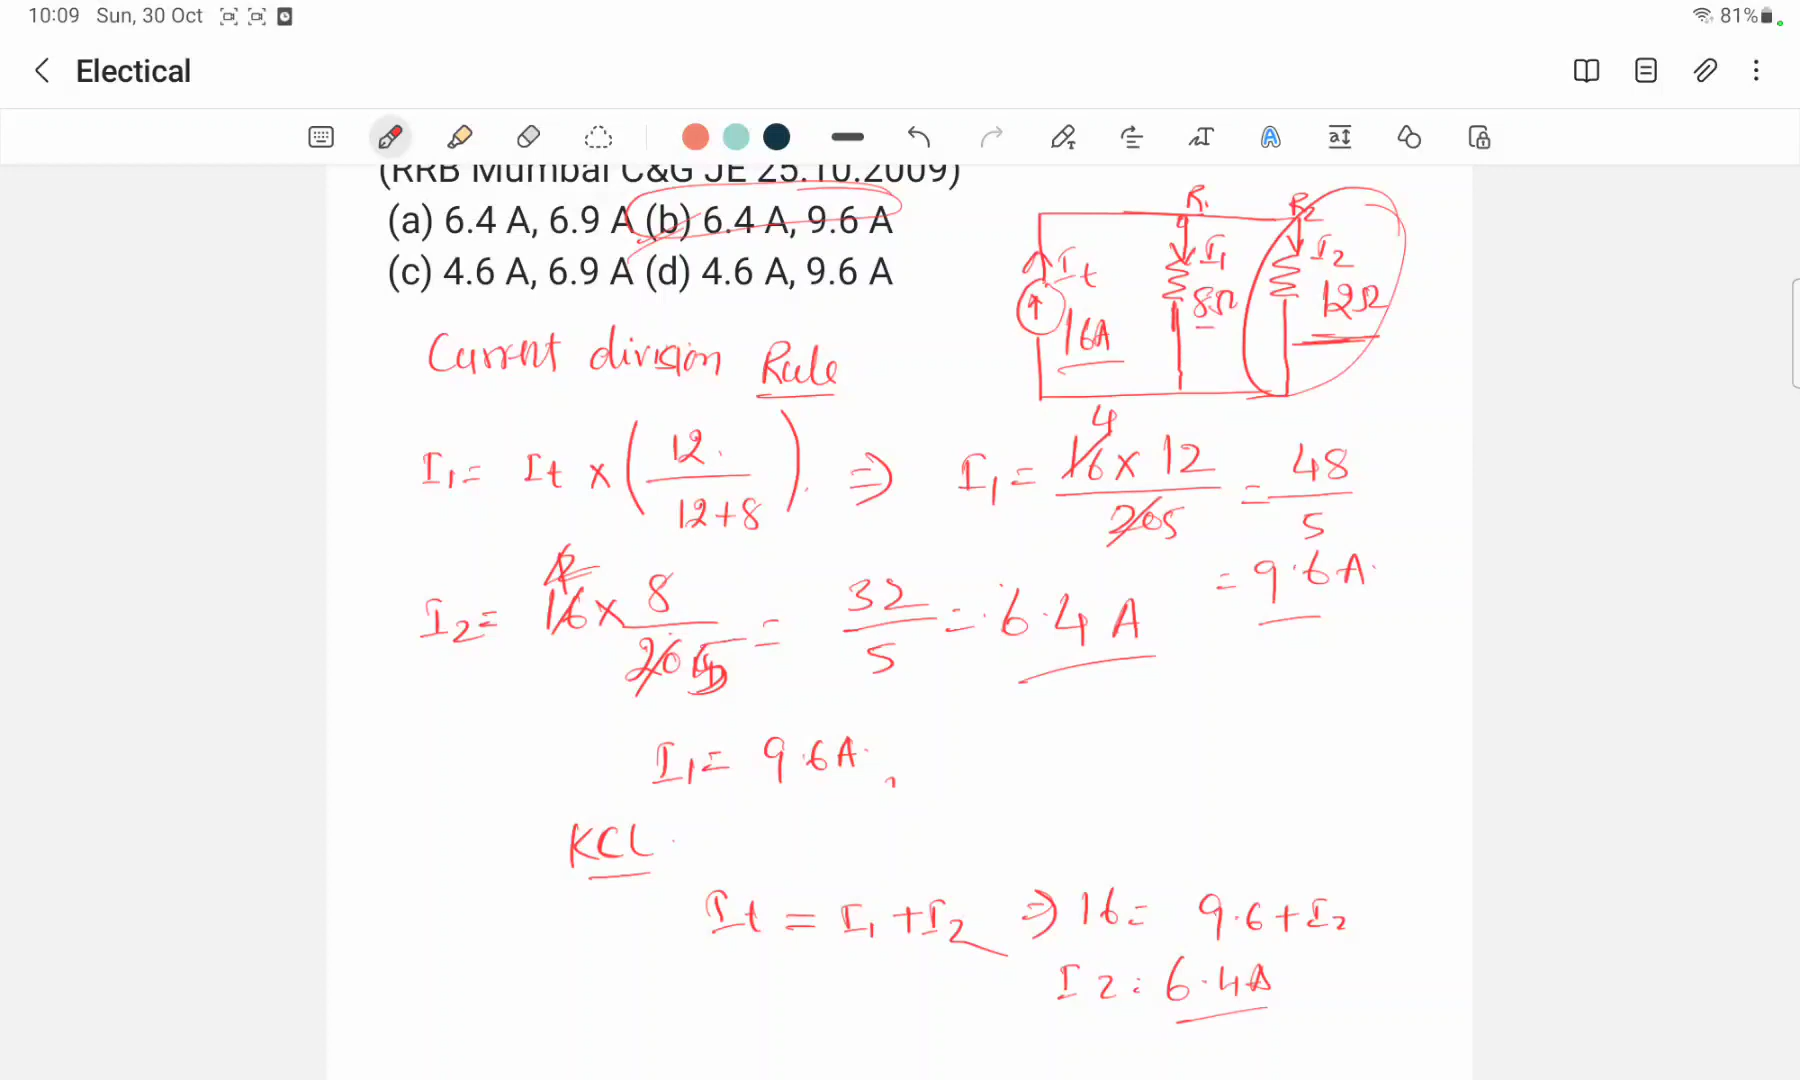 10:09 Sun, 30 Oct
81%
Electical
(RRB Mumbai C&G JE 25.10.2009)
(a) 6.4 A, 6.9 A (b) 6.4 A, 9.6 A
(c) 4.6 A, 6.9 A (d) 4.6 A, 9.6 A
R1 R2
It I1 I2
16A 8Ω 12Ω
Current division Rule
I1 = It × (12 / 12+8) ⇒ I1 = 16 × 12 / 20 = 48 / 5
4
5
= 9.6 A.
I2 = 16 × 8 / 20 = 32 / 5 = 6.4 A
I1 = 9.6A.,
KCL
It = I1 + I2 ⇒ 16 = 9.6 + I2
I2 : 6.4A